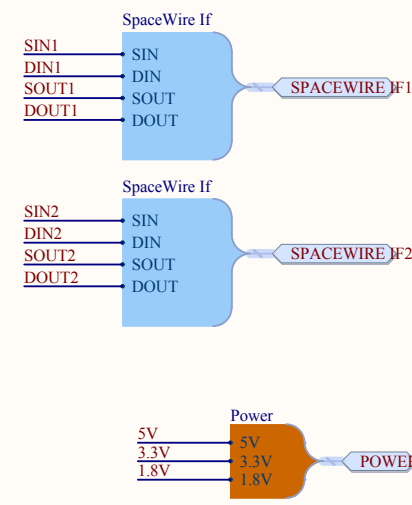 SpaceWire If
SIN1 SIN
DIN1 DIN
SOUT1 SOUT
DOUT1 DOUT
SPACEWIRE IF1
SpaceWire If
SIN2 SIN
DIN2 DIN
SOUT2 SOUT
DOUT2 DOUT
SPACEWIRE IF2
Power
5V 5V
3.3V 3.3V
1.8V 1.8V